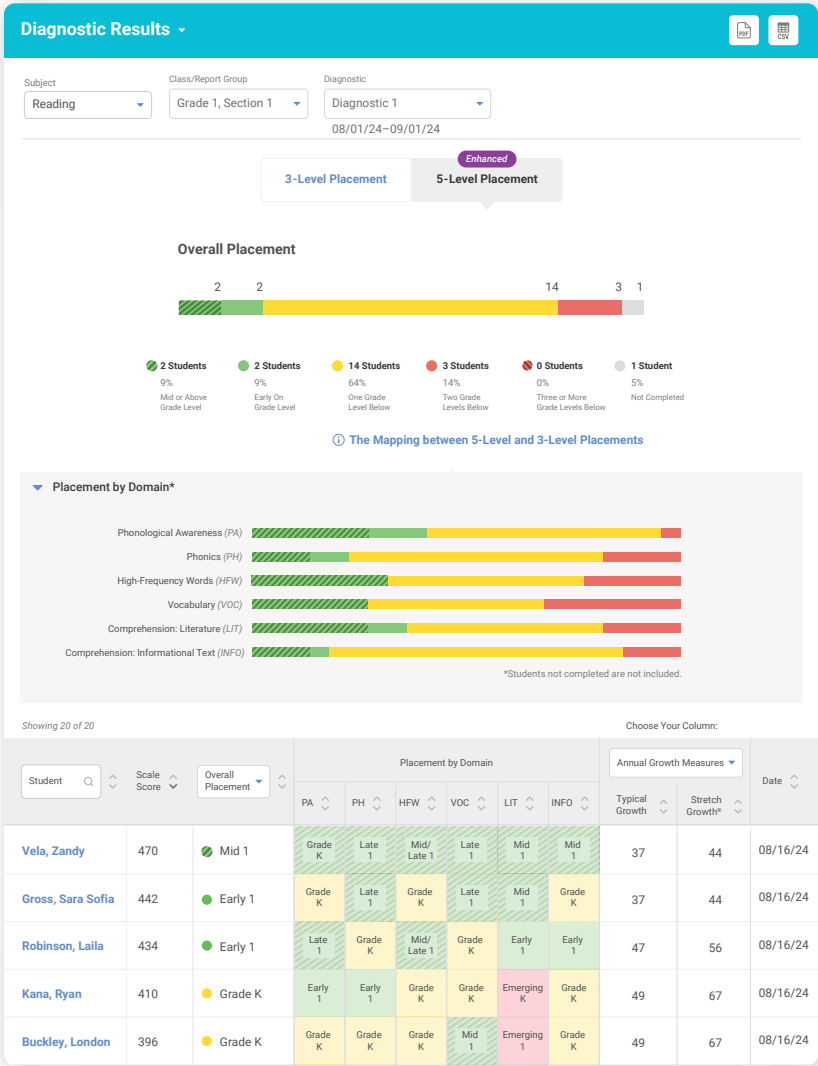 Diagnostic Results
PDF
CSV
Subject
Class/Report Group
Diagnostic
Reading
Grade 1, Section 1
Diagnostic 1
08/01/24–09/01/24
Enhanced
3-Level Placement
5-Level Placement
Overall Placement
2 2 14 3 1
2 Students
9%
Mid or Above
Grade Level
2 Students
9%
Early On
Grade Level
14 Students
64%
One Grade
Level Below
3 Students
14%
Two Grade
Levels Below
0 Students
0%
Three or More
Grade Levels Below
1 Student
5%
Not Completed
The Mapping between 5-Level and 3-Level Placements
Placement by Domain*
Phonological Awareness (PA)
Phonics (PH)
High-Frequency Words (HFW)
Vocabulary (VOC)
Comprehension: Literature (LIT)
Comprehension: Informational Text (INFO)
*Students not completed are not included.
Showing 20 of 20
Choose Your Column:
Student
Scale
Score
Overall
Placement
Placement by Domain
PA PH HFW VOC LIT INFO
Annual Growth Measures
Typical
Growth
Stretch
Growth®
Date
Vela, Zandy 470 Mid 1 Grade K Late 1 Mid/ Late 1 Late 1 Mid 1 Mid 1 37 44 08/16/24
Gross, Sara Sofia 442 Early 1 Grade K Late 1 Grade K Late 1 Mid 1 Grade K 37 44 08/16/24
Robinson, Laila 434 Early 1 Late 1 Grade K Mid/ Late 1 Grade K Early 1 Early 1 47 56 08/16/24
Kana, Ryan 410 Grade K Early 1 Early 1 Grade K Grade K Emerging K Grade K 49 67 08/16/24
Buckley, London 396 Grade K Grade K Grade K Grade K Mid 1 Emerging 1 Grade K 49 67 08/16/24